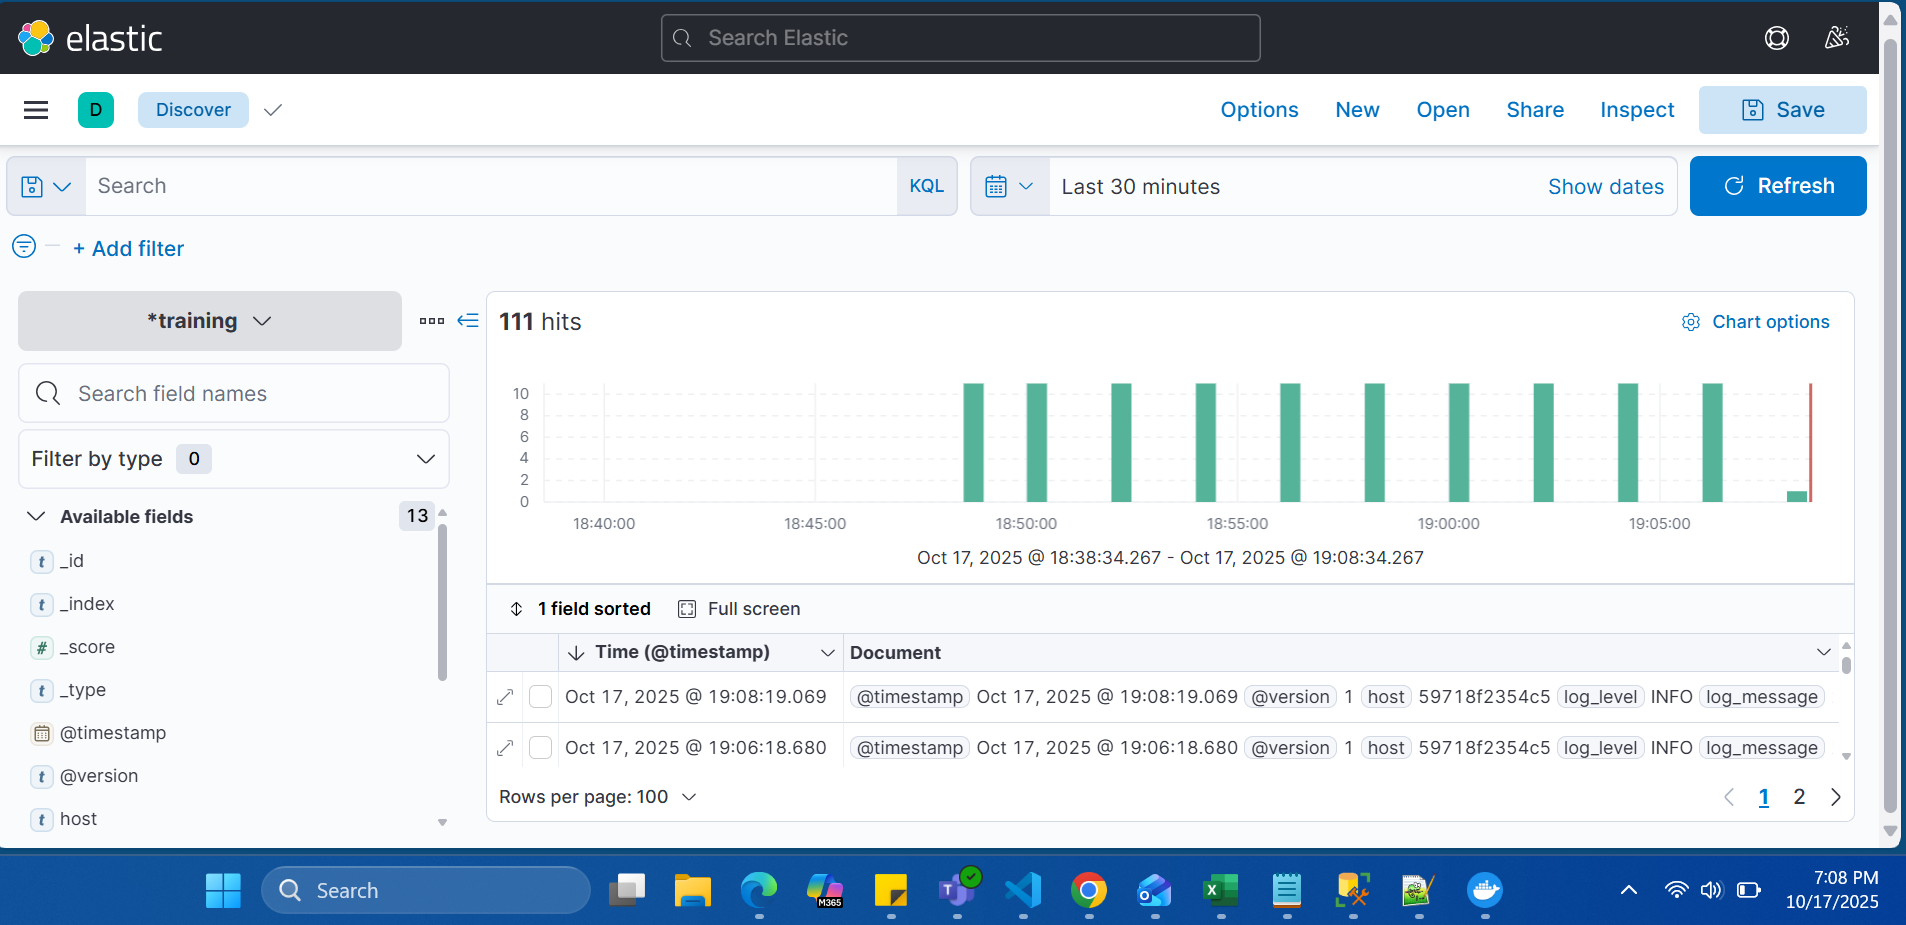 elastic
Search Elastic
D
Discover
Options
New
Open
Share
Inspect
Save
Search
KQL
Last 30 minutes
Show dates
Refresh
+ Add filter
*training
Search field names
Filter by type 0
Available fields 13
t _id
t _index
# _score
t _type
@timestamp
t @version
t host
111 hits
Chart options
10
8
6
4
2
0
18:40:00 18:45:00 18:50:00 18:55:00 19:00:00 19:05:00
Oct 17, 2025 @ 18:38:34.267 - Oct 17, 2025 @ 19:08:34.267
1 field sorted
Full screen
Time (@timestamp) Document
Oct 17, 2025 @ 19:08:19.069 @timestamp Oct 17, 2025 @ 19:08:19.069 @version 1 host 59718f2354c5 log_level INFO log_message
Oct 17, 2025 @ 19:06:18.680 @timestamp Oct 17, 2025 @ 19:06:18.680 @version 1 host 59718f2354c5 log_level INFO log_message
Rows per page: 100
1 2
Search
M365
7:08 PM
10/17/2025